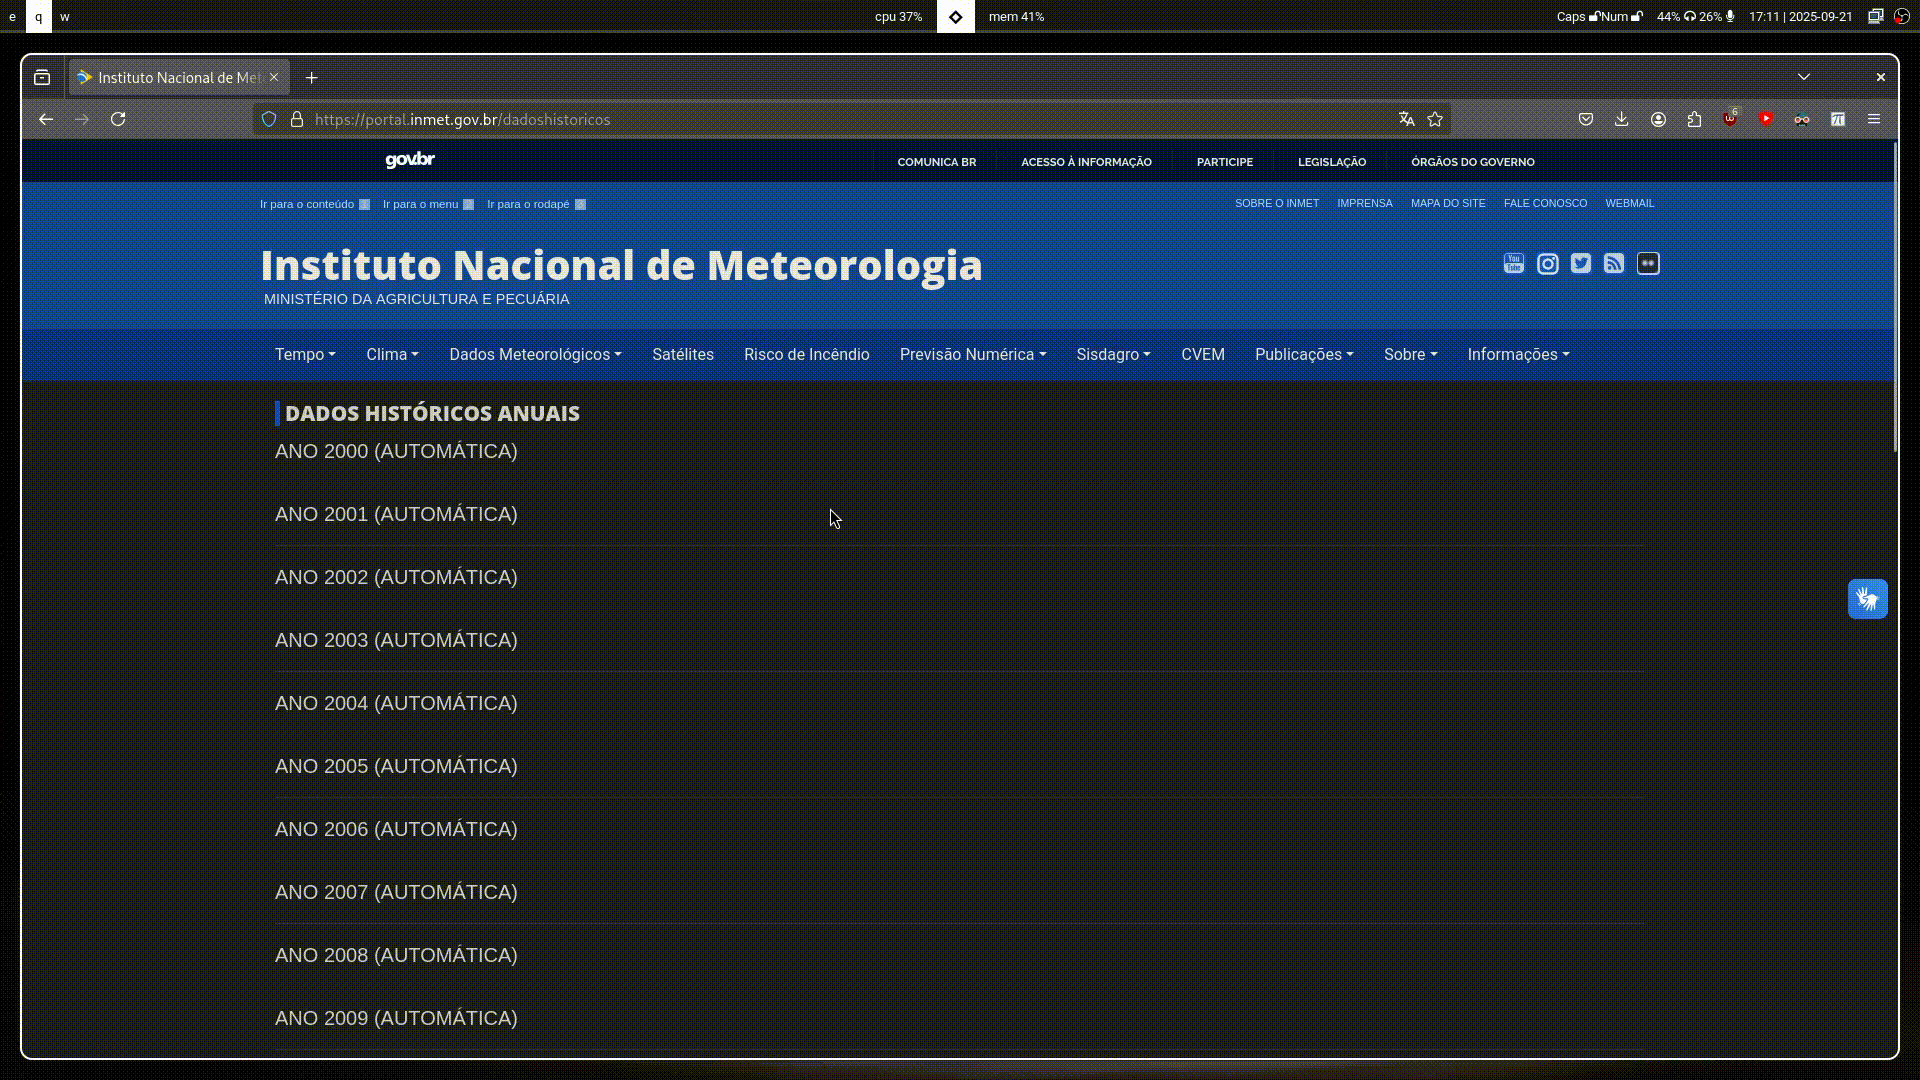 e q w cpu 37% mem 41% Caps Num 44% 26% 17:11 | 2025-09-21
Instituto Nacional de Met
https://portal.inmet.gov.br/dadoshistoricos 6
gov.br COMUNICA BR ACESSO À INFORMAÇÃO PARTICIPE LEGISLAÇÃO ÓRGÃOS DO GOVERNO
Ir para o conteúdo 1 Ir para o menu 2 Ir para o rodapé 3 SOBRE O INMET IMPRENSA MAPA DO SITE FALE CONOSCO WEBMAIL
Instituto Nacional de Meteorologia You Tube
MINISTÉRIO DA AGRICULTURA E PECUÁRIA
Tempo Clima Dados Meteorológicos Satélites Risco de Incêndio Previsão Numérica Sisdagro CVEM Publicações Sobre Informações
DADOS HISTÓRICOS ANUAIS
ANO 2000 (AUTOMÁTICA)
ANO 2001 (AUTOMÁTICA)
ANO 2002 (AUTOMÁTICA)
ANO 2003 (AUTOMÁTICA)
ANO 2004 (AUTOMÁTICA)
ANO 2005 (AUTOMÁTICA)
ANO 2006 (AUTOMÁTICA)
ANO 2007 (AUTOMÁTICA)
ANO 2008 (AUTOMÁTICA)
ANO 2009 (AUTOMÁTICA)